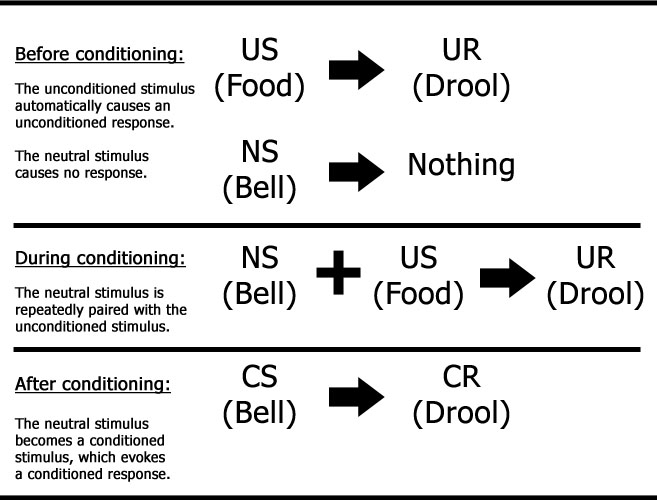 Before conditioning:
The unconditioned stimulus
automatically causes an
unconditioned response.
US
(Food)
UR
(Drool)
The neutral stimulus
causes no response.
NS
(Bell)
Nothing
During conditioning:
The neutral stimulus is
repeatedly paired with the
unconditioned stimulus.
NS
(Bell)
+
US
(Food)
UR
(Drool)
After conditioning:
The neutral stimulus
becomes a conditioned
stimulus, which evokes
a conditioned response.
CS
(Bell)
CR
(Drool)